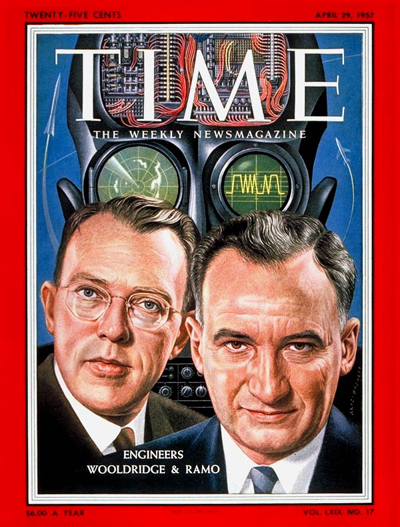 TWENTY-FIVE CENTS APRIL 29, 1957
TIME
THE WEEKLY NEWSMAGAZINE
ENGINEERS
WOOLDRIDGE & RAMO
$6.00 A YEAR VOL. LXIX, NO. 17